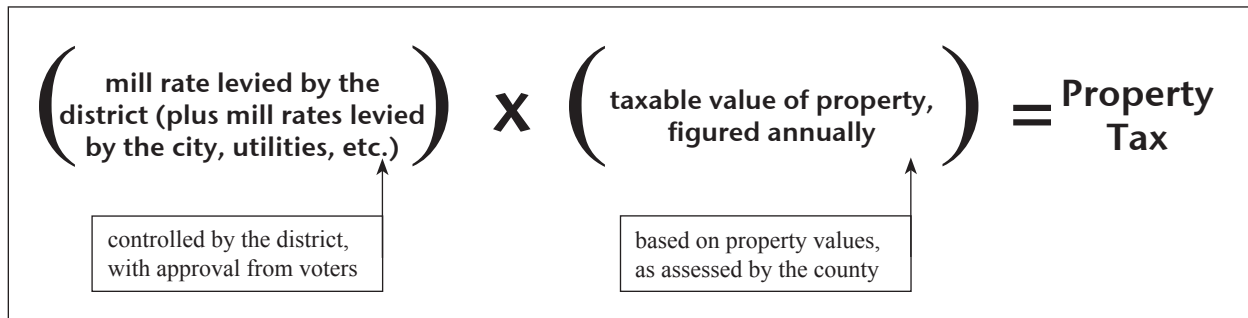 mill rate levied by the
district (plus mill rates levied
by the city, utilities, etc.)
x
taxable value of property,
figured annually
= Property
Tax
controlled by the district,
with approval from voters
based on property values,
as assessed by the county